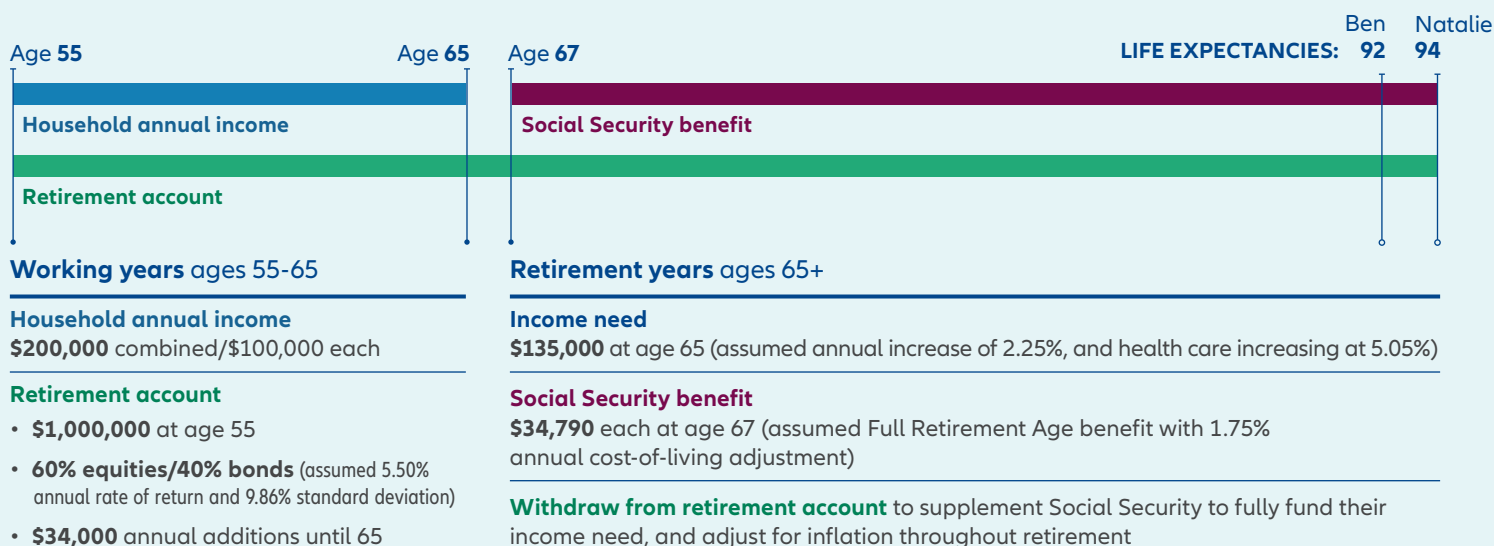 Ben Natalie
Age 55 Age 65 Age 67 LIFE EXPECTANCIES: 92 94
Household annual income Social Security benefit
Retirement account
Working years ages 55-65
Household annual income
$200,000 combined/$100,000 each
Retirement account
• $1,000,000 at age 55
• 60% equities/40% bonds (assumed 5.50%
annual rate of return and 9.86% standard deviation)
• $34,000 annual additions until 65
Retirement years ages 65+
Income need
$135,000 at age 65 (assumed annual increase of 2.25%, and health care increasing at 5.05%)
Social Security benefit
$34,790 each at age 67 (assumed Full Retirement Age benefit with 1.75%
annual cost-of-living adjustment)
Withdraw from retirement account to supplement Social Security to fully fund their
income need, and adjust for inflation throughout retirement